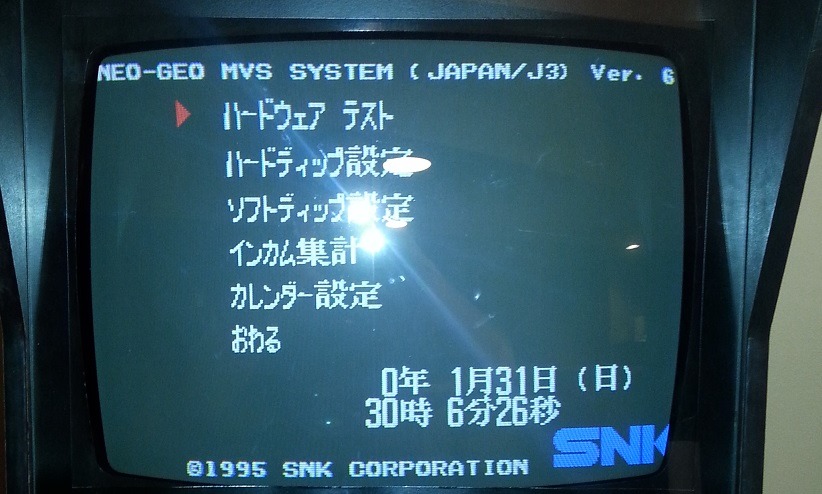 NEO-GEO MVS SYSTEM (JAPAN/J3) Ver. 6
ハードウェア テスト
ハードディップ設定
ソフトディップ設定
インカム集計
カレンダー設定
おわる
0年 1月31日(日)
30時 6分26秒
SNK
©1995 SNK CORPORATION